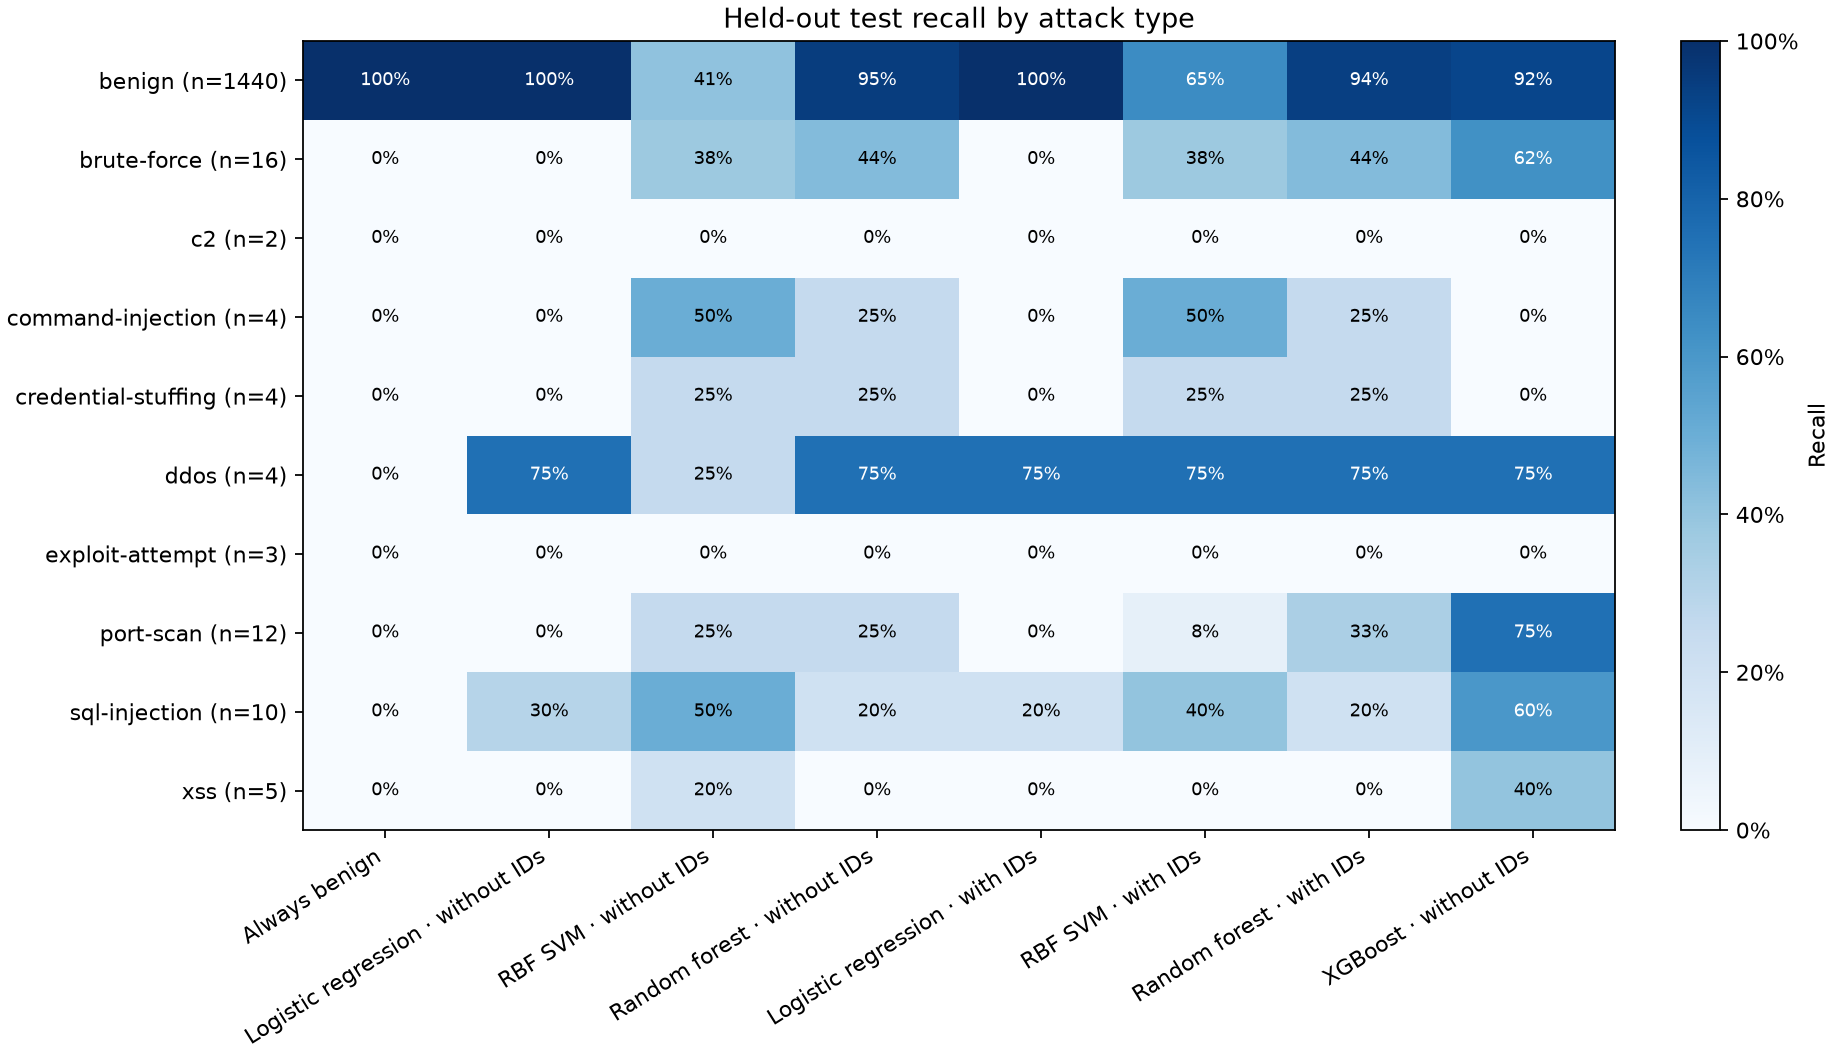 Held-out test recall by attack type
benign (n=1440) 100% 100% 41% 95% 100% 65% 94% 92%
brute-force (n=16) 0% 0% 38% 44% 0% 38% 44% 62%
c2 (n=2) 0% 0% 0% 0% 0% 0% 0% 0%
command-injection (n=4) 0% 0% 50% 25% 0% 50% 25% 0%
credential-stuffing (n=4) 0% 0% 25% 25% 0% 25% 25% 0%
ddos (n=4) 0% 75% 25% 75% 75% 75% 75% 75%
exploit-attempt (n=3) 0% 0% 0% 0% 0% 0% 0% 0%
port-scan (n=12) 0% 0% 25% 25% 0% 8% 33% 75%
sql-injection (n=10) 0% 30% 50% 20% 20% 40% 20% 60%
xss (n=5) 0% 0% 20% 0% 0% 0% 0% 40%
Always benign
Logistic regression · without IDs
RBF SVM · without IDs
Random forest · without IDs
Logistic regression · with IDs
RBF SVM · with IDs
Random forest · with IDs
XGBoost · without IDs
100%
80%
60%
40%
20%
0%
Recall